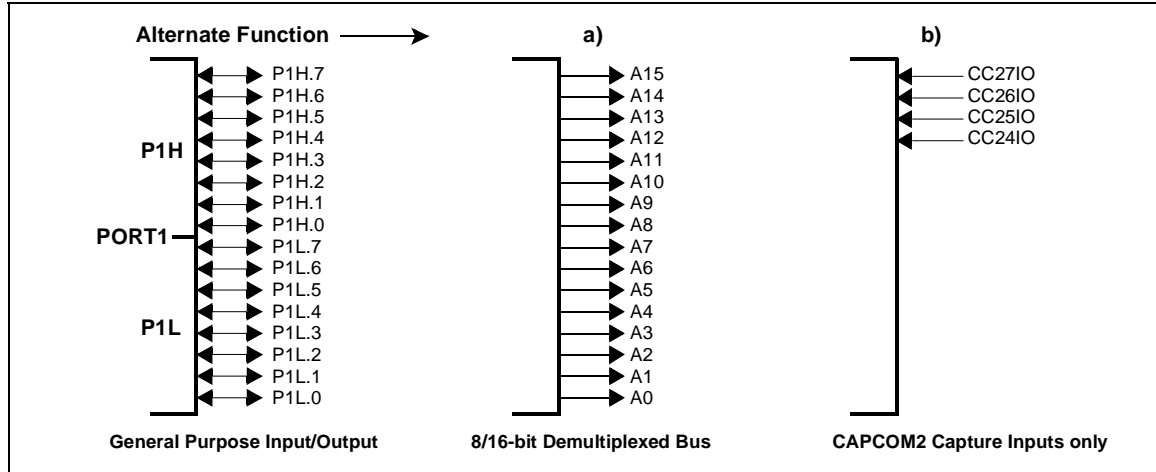 Alternate Function a) b)
P1H.7 A15 CC27IO
P1H.6 A14 CC26IO
P1H.5 A13 CC25IO
P1H.4 A12 CC24IO
P1H P1H.3 A11
P1H.2 A10
P1H.1 A9
P1H.0 A8
PORT1 P1L.7 A7
P1L.6 A6
P1L.5 A5
P1L.4 A4
P1L P1L.3 A3
P1L.2 A2
P1L.1 A1
P1L.0 A0
General Purpose Input/Output 8/16-bit Demultiplexed Bus CAPCOM2 Capture Inputs only